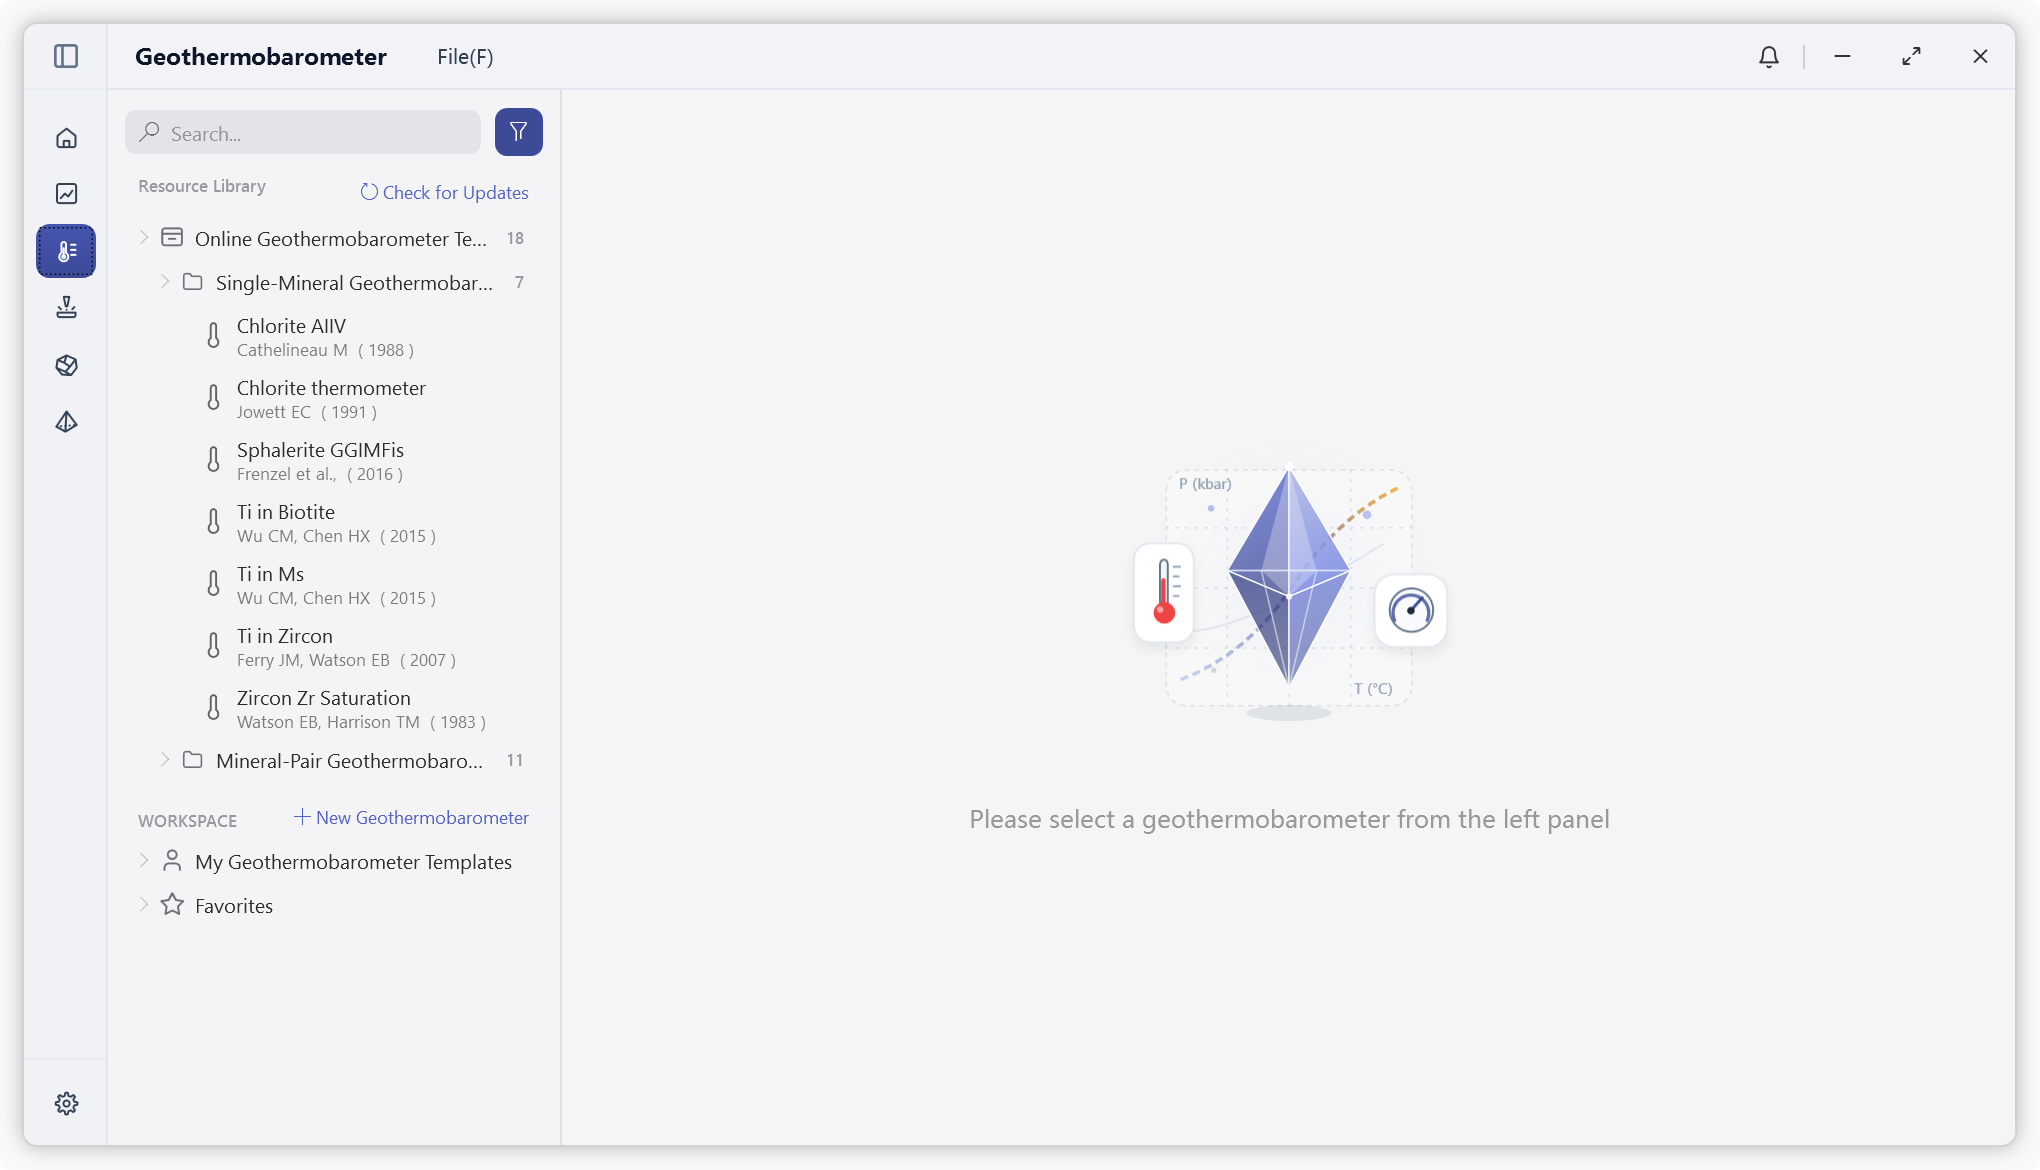 Geothermobarometer File(F)
Search...
Resource Library Check for Updates
Online Geothermobarometer Te... 18
Single-Mineral Geothermobar... 7
Chlorite AIIV
Cathelineau M ( 1988 )
Chlorite thermometer
Jowett EC ( 1991 )
Sphalerite GGIMFis
Frenzel et al., ( 2016 )
Ti in Biotite
Wu CM, Chen HX ( 2015 )
Ti in Ms
Wu CM, Chen HX ( 2015 )
Ti in Zircon
Ferry JM, Watson EB ( 2007 )
Zircon Zr Saturation
Watson EB, Harrison TM ( 1983 )
Mineral-Pair Geothermobaro... 11
WORKSPACE New Geothermobarometer
My Geothermobarometer Templates
Favorites
P (kbar)
T (°C)
Please select a geothermobarometer from the left panel